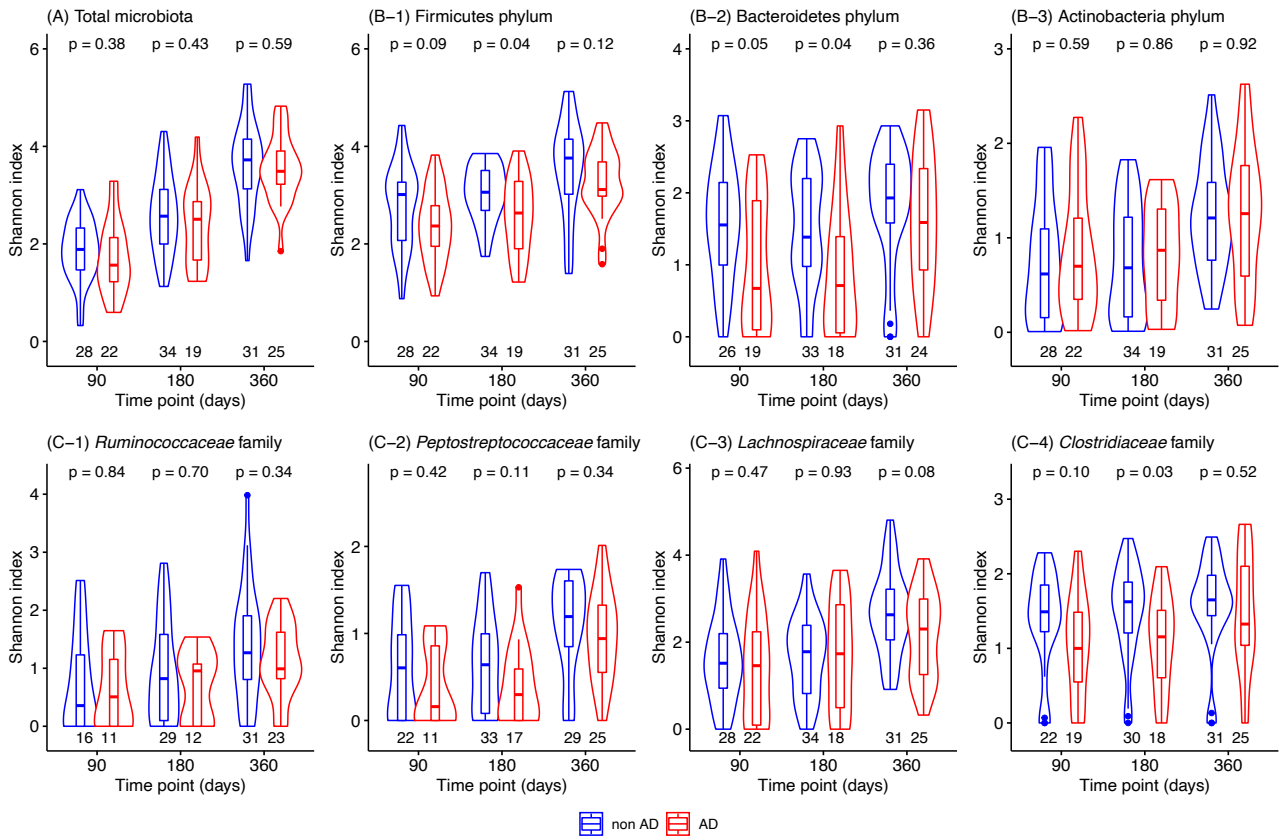 (A) Total microbiota
p = 0.38 p = 0.43 p = 0.59
6
4
2
0
Shannon index
28 22 34 19 31 25
90 180 360
Time point (days)
(B−1) Firmicutes phylum
p = 0.09 p = 0.04 p = 0.12
6
4
2
0
Shannon index
28 22 34 19 31 25
90 180 360
Time point (days)
(B−2) Bacteroidetes phylum
p = 0.05 p = 0.04 p = 0.36
4
3
2
1
0
Shannon index
26 19 33 18 31 24
90 180 360
Time point (days)
(B−3) Actinobacteria phylum
p = 0.59 p = 0.86 p = 0.92
3
2
1
0
Shannon index
28 22 34 19 31 25
90 180 360
Time point (days)
(C−1) Ruminococcaceae family
p = 0.84 p = 0.70 p = 0.34
4
3
2
1
0
Shannon index
16 11 29 12 31 23
90 180 360
Time point (days)
(C−2) Peptostreptococcaceae family
p = 0.42 p = 0.11 p = 0.34
2
1
0
Shannon index
22 11 33 17 29 25
90 180 360
Time point (days)
(C−3) Lachnospiraceae family
p = 0.47 p = 0.93 p = 0.08
6
4
2
0
Shannon index
28 22 34 18 31 25
90 180 360
Time point (days)
(C−4) Clostridiaceae family
p = 0.10 p = 0.03 p = 0.52
3
2
1
0
Shannon index
22 19 30 18 31 25
90 180 360
Time point (days)
non AD AD